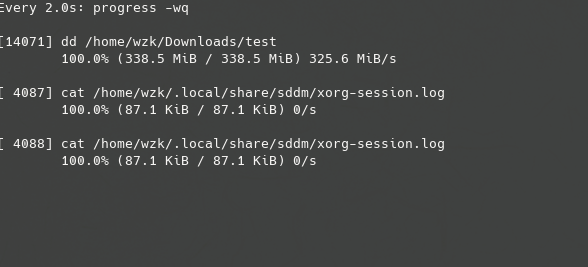 Every 2.0s: progress -wq
[14071] dd /home/wzk/Downloads/test
100.0% (338.5 MiB / 338.5 MiB) 325.6 MiB/s
[ 4087] cat /home/wzk/.local/share/sddm/xorg-session.log
100.0% (87.1 KiB / 87.1 KiB) 0/s
[ 4088] cat /home/wzk/.local/share/sddm/xorg-session.log
100.0% (87.1 KiB / 87.1 KiB) 0/s